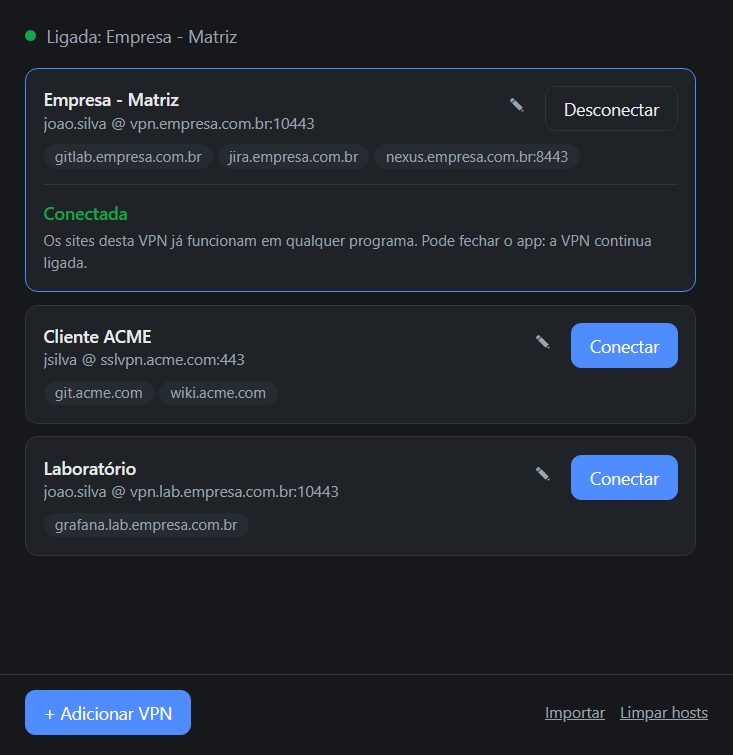 Ligada: Empresa - Matriz
Empresa - Matriz
joao.silva @ vpn.empresa.com.br:10443
Desconectar
gitlab.empresa.com.br jira.empresa.com.br nexus.empresa.com.br:8443
Conectada
Os sites desta VPN já funcionam em qualquer programa. Pode fechar o app: a VPN continua
ligada.
Cliente ACME
jsilva @ sslvpn.acme.com:443
Conectar
git.acme.com wiki.acme.com
Laboratório
joao.silva @ vpn.lab.empresa.com.br:10443
Conectar
grafana.lab.empresa.com.br
+ Adicionar VPN Importar Limpar hosts